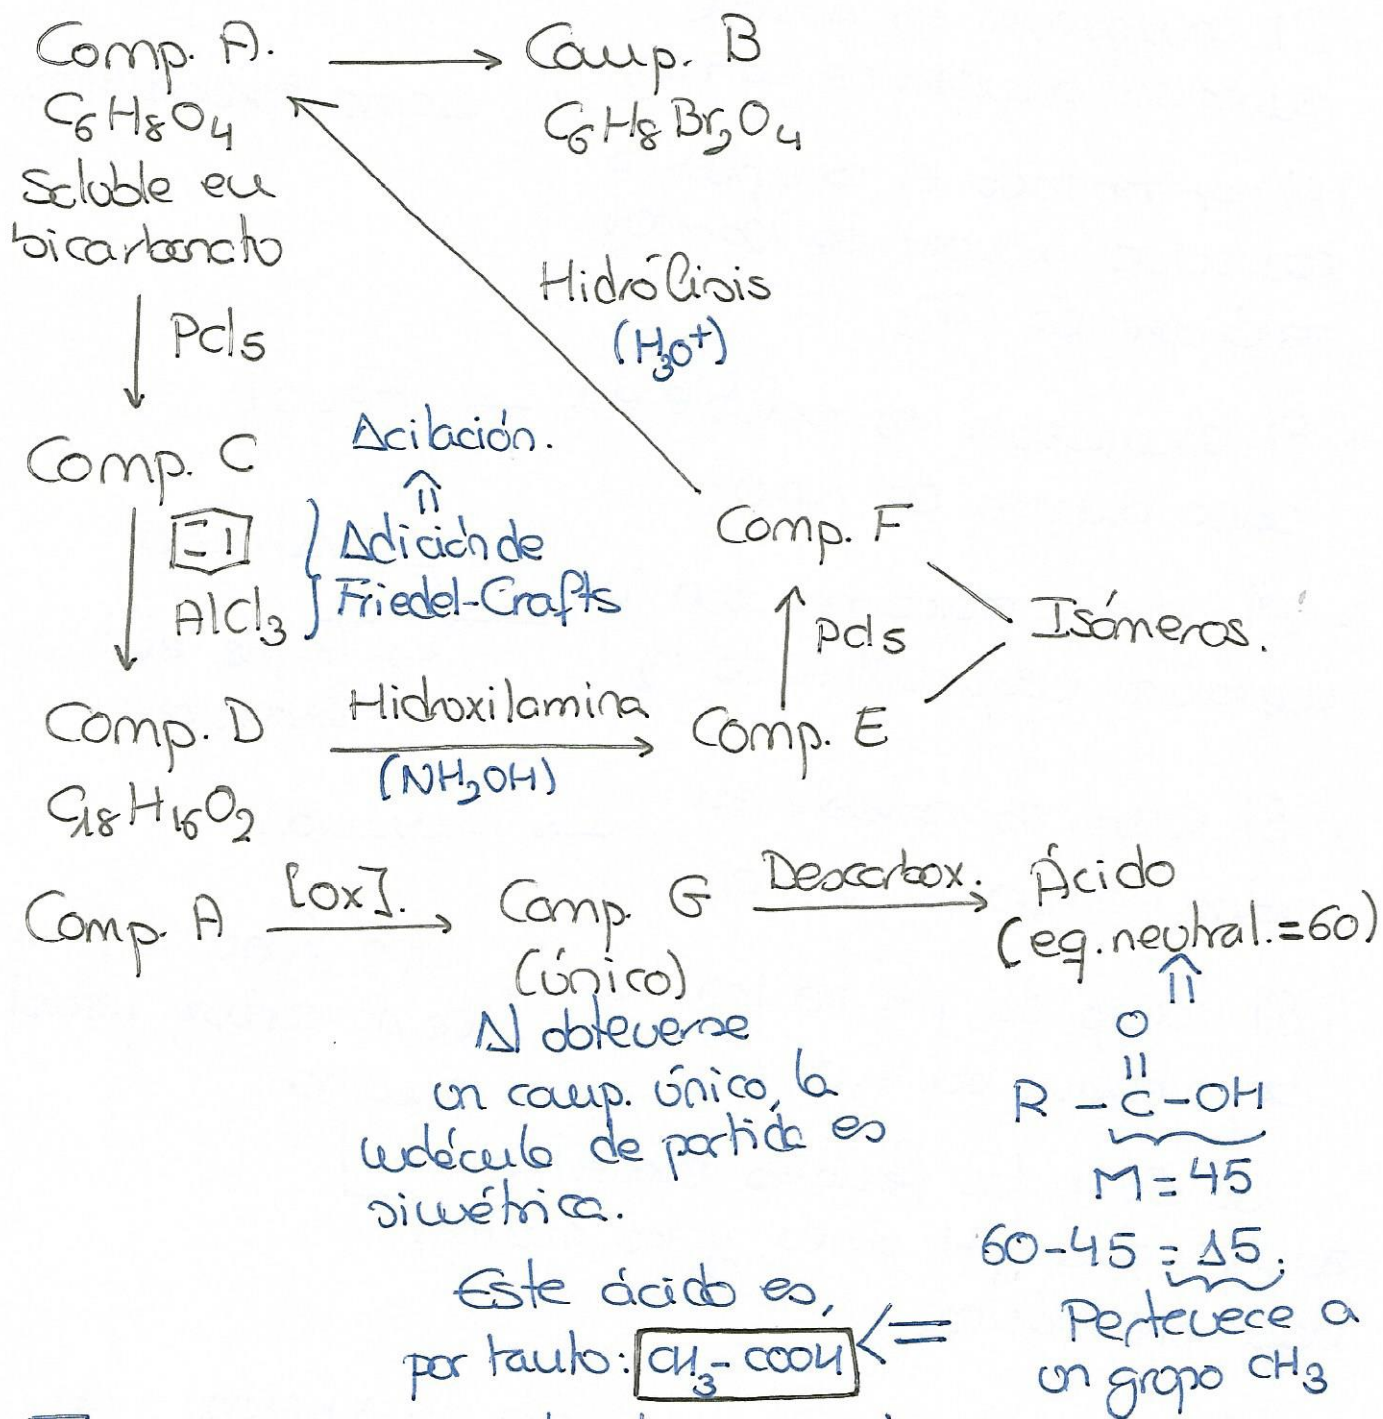 Comp. A. → Comp. B
C6H8O4 C6H8Br2O4
Soluble en
bicarbonato
Hidrólisis
(H3O+)
PCl5
Comp. C Acilación.
Adición de
AlCl3 Friedel-Crafts
Comp. F
PCl5 Isómeros.
Comp. D Hidroxilamina Comp. E
(NH2OH)
C18H16O2
Comp. A [ox]. Comp. G Descarbox. Ácido
(único) (eq. neutral. = 60)
Al obtenerse
un comp. único, la
molécula de partida es
simétrica.
O
||
R - C - OH
M = 45
60-45 = 15.
Este ácido es, Pertenece a
por tanto: CH3-COOH <= un grupo CH3